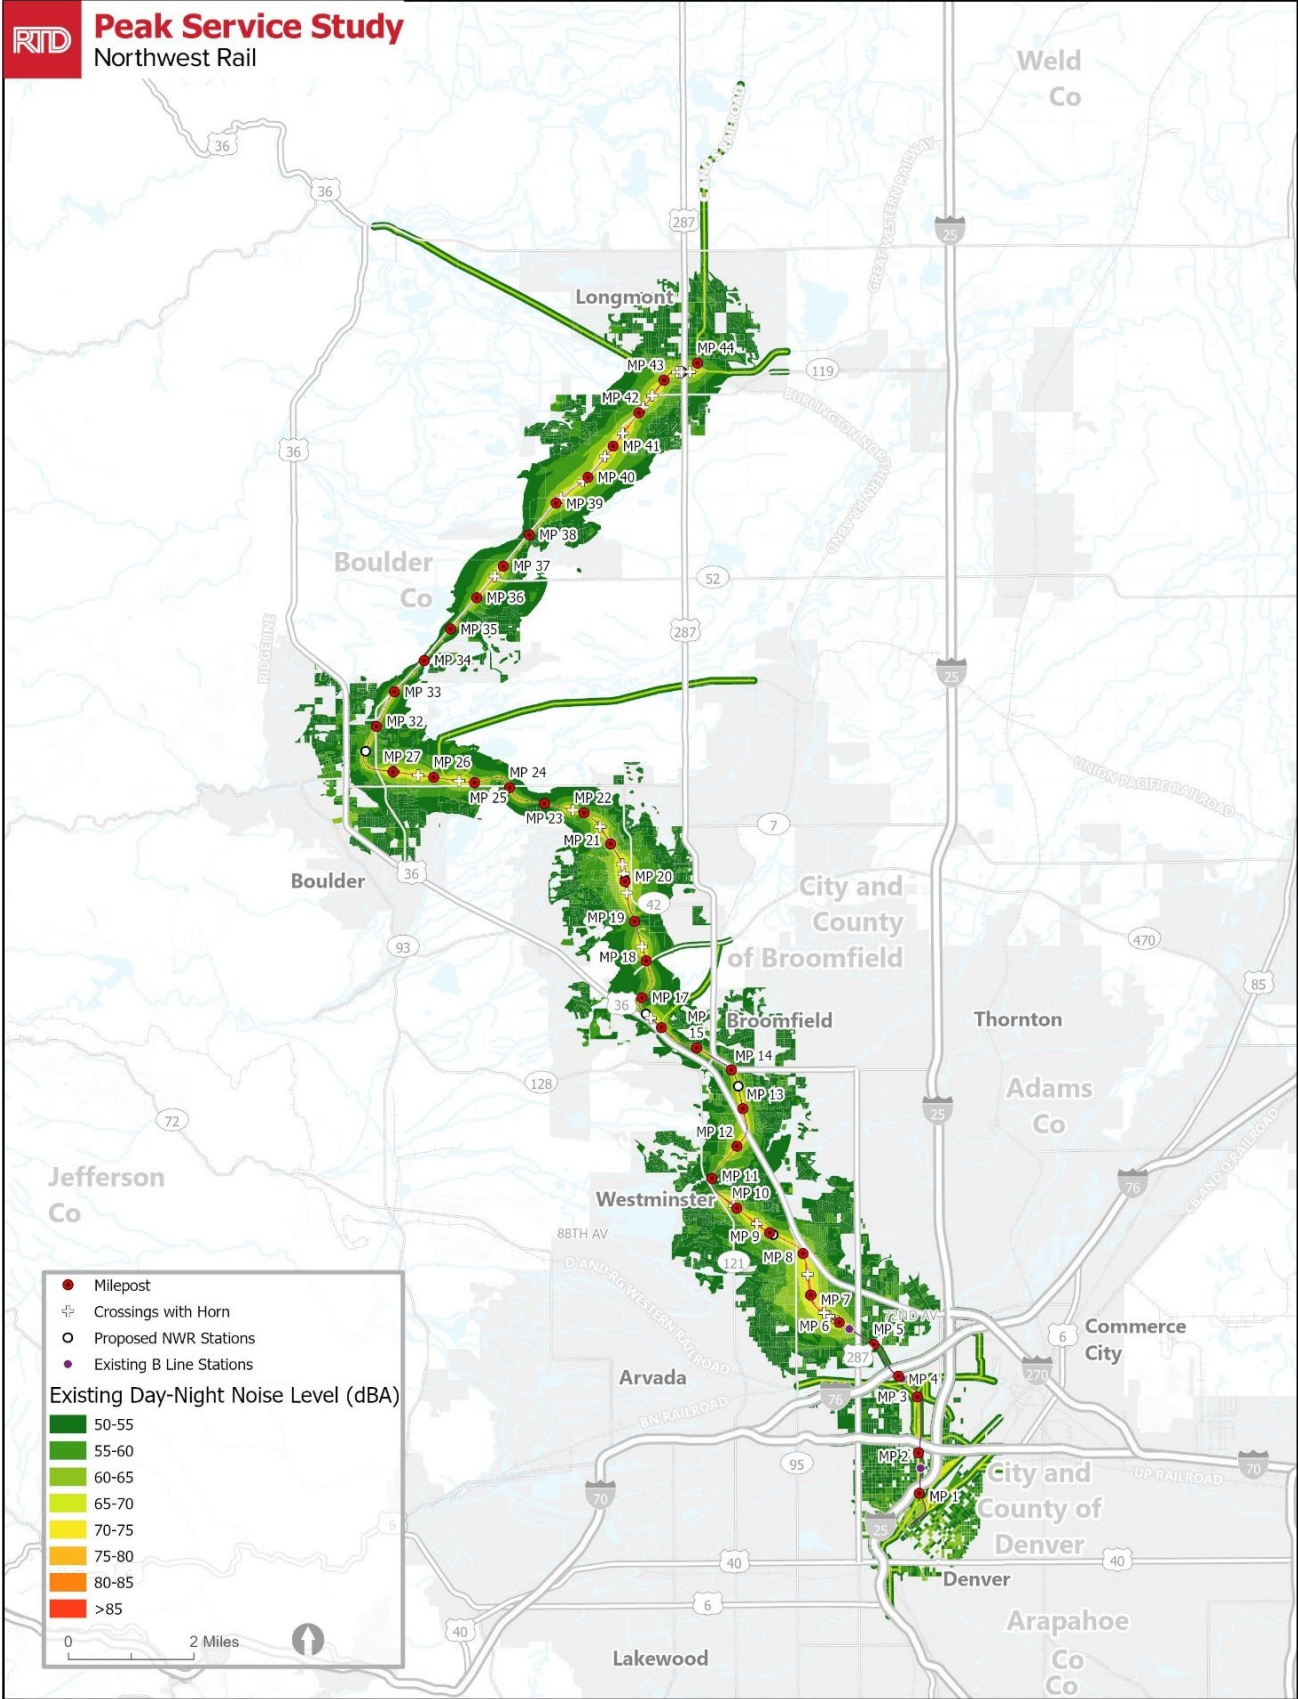 RTD
Peak Service Study
Northwest Rail
Weld
Co
36
36
287
25
GREAT WESTERN RAILWAY
Longmont
MP 44
MP 43
119
MP 42
36
MP 41
MP 40
MP 39
MP 38
Boulder
Co
MP 37
52
MP 36
287
MP 35
RIDGELINE
MP 34
25
MP 33
MP 32
MP 27
MP 26
MP 24
MP 25
UNION PACIFIC RAILROAD
MP 22
MP 23
7
MP 21
36
Boulder
MP 20
City and
County
of Broomfield
42
MP 19
93
470
MP 18
85
36
MP 17
MP
15
Broomfield
Thornton
MP 14
128
Adams
Co
MP 13
25
72
MP 12
Jefferson
Co
MP 11
76
CB AND Q RAILROAD
MP 10
Westminster
88TH AV
MP 9
MP 8
121
D AND RG WESTERN RAILROAD
MP 7
MP 6
MP 5
6
Commerce
City
287
Arvada
MP 4
270
76
MP 3
BN RAILROAD
MP 2
95
70
City and
County of
Denver
UP RAILROAD
70
MP 1
25
6
40
40
Denver
6
Arapahoe
Co
Co
40
Lakewood
Milepost
Crossings with Horn
Proposed NWR Stations
Existing B Line Stations
Existing Day-Night Noise Level (dBA)
50-55
55-60
60-65
65-70
70-75
75-80
80-85
>85
0
2 Miles